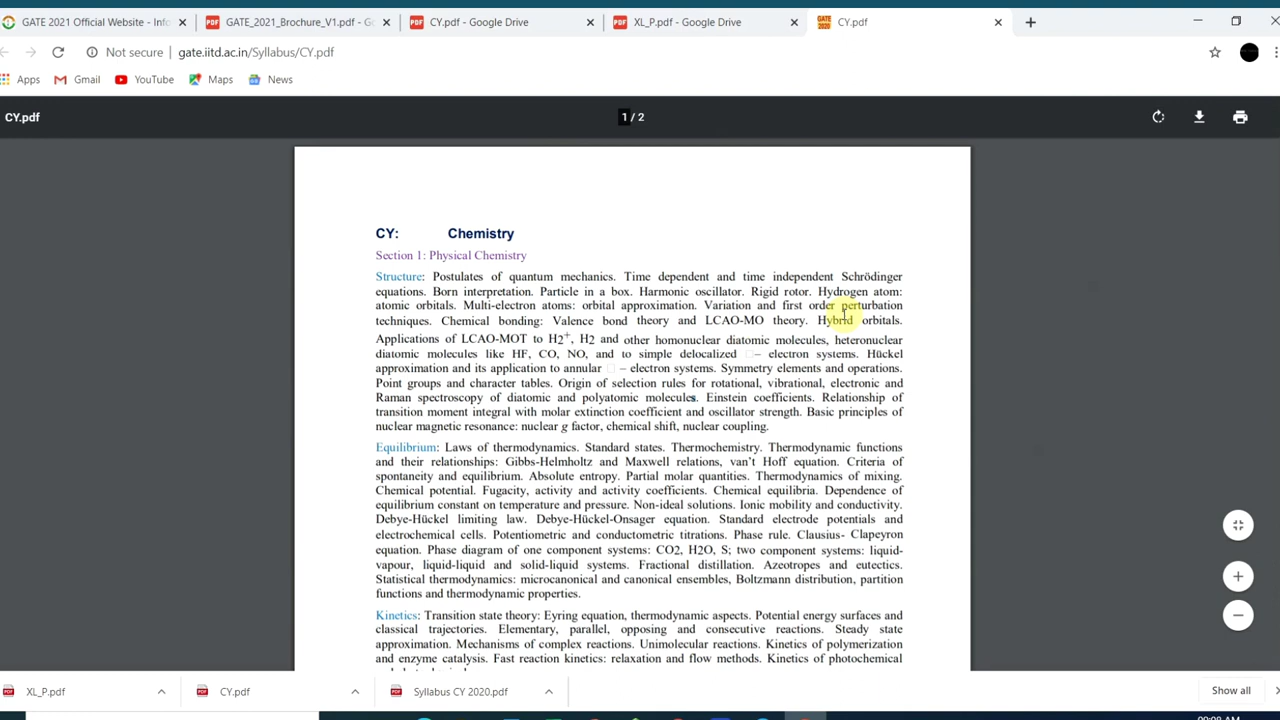 GATE 2021 Official Website - Info
GATE_2021_Brochure_V1.pdf - Go
CY.pdf - Google Drive
XL_P.pdf - Google Drive
CY.pdf
Not secure
gate.iitd.ac.in/Syllabus/CY.pdf
Apps
Gmail
YouTube
Maps
News
CY.pdf
1 / 2
CY: Chemistry
Section 1: Physical Chemistry
Structure: Postulates of quantum mechanics. Time dependent and time independent Schrödinger
equations. Born interpretation. Particle in a box. Harmonic oscillator. Rigid rotor. Hydrogen atom:
atomic orbitals. Multi-electron atoms: orbital approximation. Variation and first order perturbation
techniques. Chemical bonding: Valence bond theory and LCAO-MO theory. Hybrid orbitals.
Applications of LCAO-MOT to H2+, H2 and other homonuclear diatomic molecules, heteronuclear
diatomic molecules like HF, CO, NO, and to simple delocalized □– electron systems. Hückel
approximation and its application to annular □ – electron systems. Symmetry elements and operations.
Point groups and character tables. Origin of selection rules for rotational, vibrational, electronic and
Raman spectroscopy of diatomic and polyatomic molecules. Einstein coefficients. Relationship of
transition moment integral with molar extinction coefficient and oscillator strength. Basic principles of
nuclear magnetic resonance: nuclear g factor, chemical shift, nuclear coupling.
Equilibrium: Laws of thermodynamics. Standard states. Thermochemistry. Thermodynamic functions
and their relationships: Gibbs-Helmholtz and Maxwell relations, van't Hoff equation. Criteria of
spontaneity and equilibrium. Absolute entropy. Partial molar quantities. Thermodynamics of mixing.
Chemical potential. Fugacity, activity and activity coefficients. Chemical equilibria. Dependence of
equilibrium constant on temperature and pressure. Non-ideal solutions. Ionic mobility and conductivity.
Debye-Hückel limiting law. Debye-Hückel-Onsager equation. Standard electrode potentials and
electrochemical cells. Potentiometric and conductometric titrations. Phase rule. Clausius- Clapeyron
equation. Phase diagram of one component systems: CO2, H2O, S; two component systems: liquid-
vapour, liquid-liquid and solid-liquid systems. Fractional distillation. Azeotropes and eutectics.
Statistical thermodynamics: microcanonical and canonical ensembles, Boltzmann distribution, partition
functions and thermodynamic properties.
Kinetics: Transition state theory: Eyring equation, thermodynamic aspects. Potential energy surfaces and
classical trajectories. Elementary, parallel, opposing and consecutive reactions. Steady state
approximation. Mechanisms of complex reactions. Unimolecular reactions. Kinetics of polymerization
and enzyme catalysis. Fast reaction kinetics: relaxation and flow methods. Kinetics of photochemical
XL_P.pdf
CY.pdf
Syllabus CY 2020.pdf
Show all